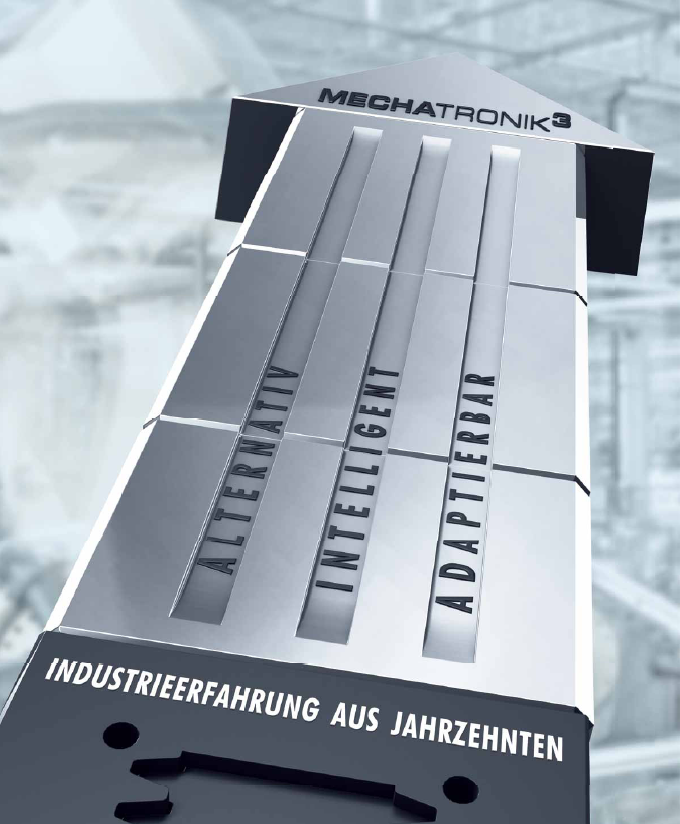 MECHATRONIK3
ALTERNATIV
INTELLIGENT
ADAPTIERBAR
INDUSTRIEERFAHRUNG AUS JAHRZEHNTEN